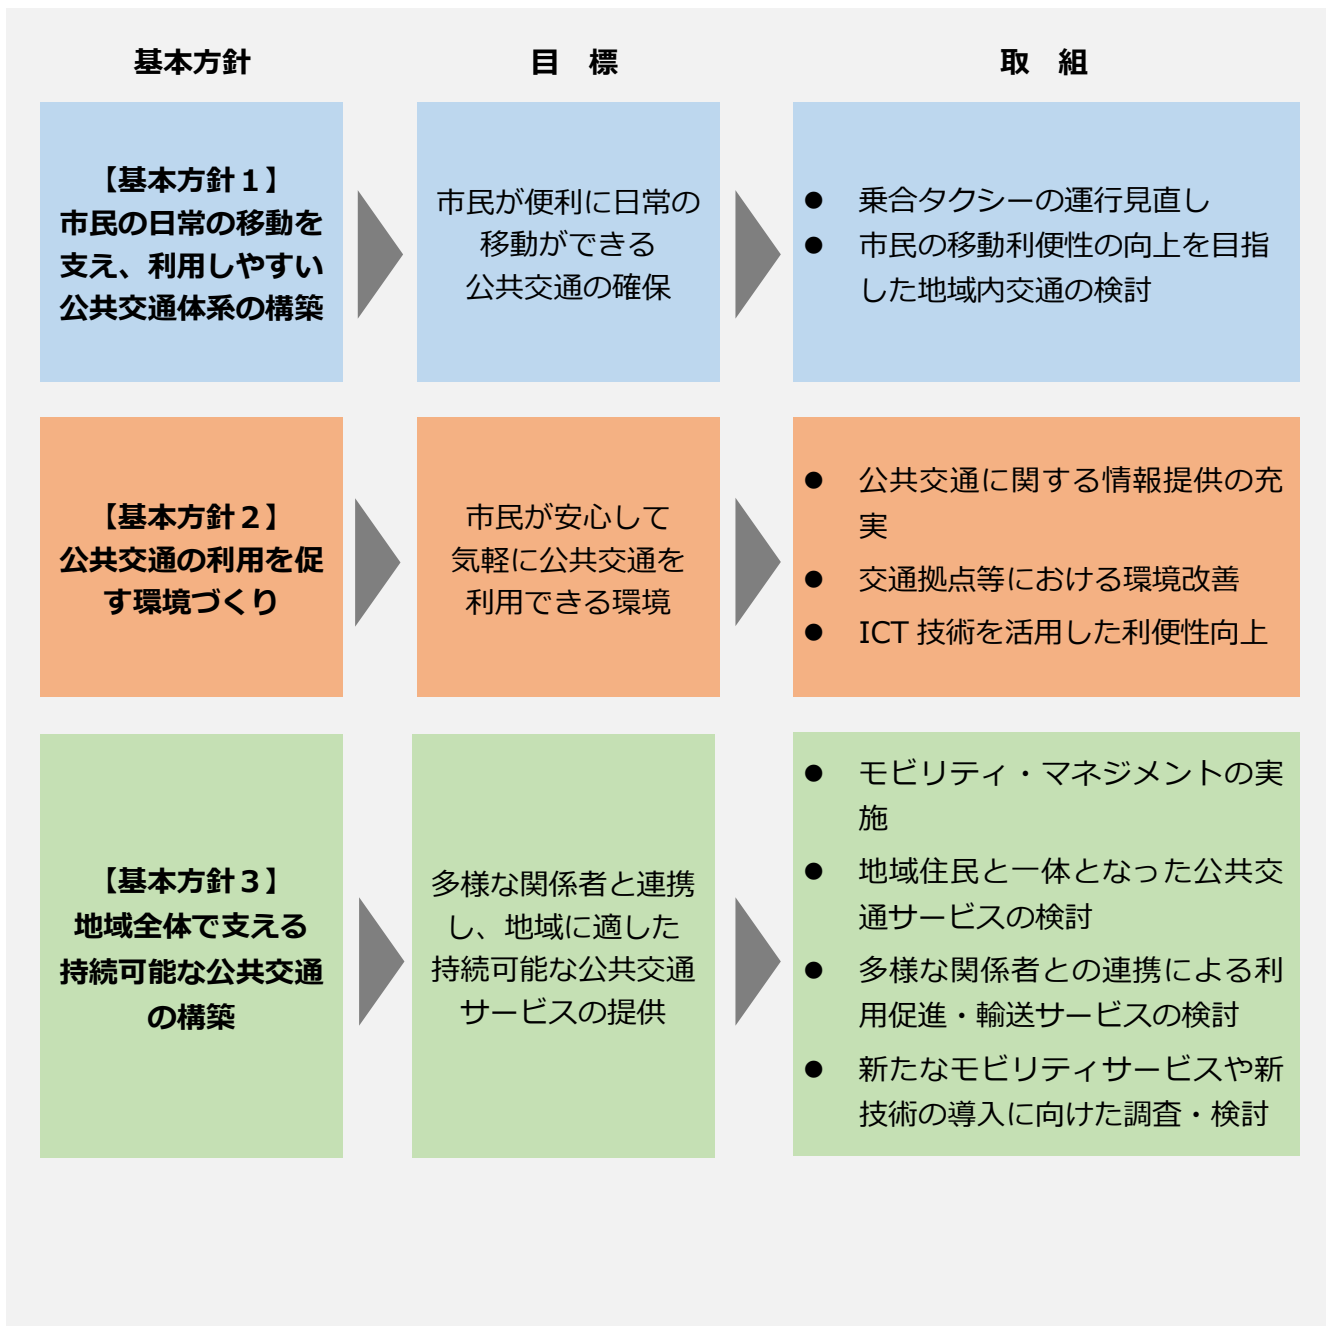 基本方針
目　標
取　組
【基本方針１】
市民の日常の移動を
支え、利用しやすい
公共交通体系の構築
市民が便利に日常の
移動ができる
公共交通の確保
● 乗合タクシーの運行見直し
● 市民の移動利便性の向上を目指
した地域内交通の検討
【基本方針２】
公共交通の利用を促
す環境づくり
市民が安心して
気軽に公共交通を
利用できる環境
● 公共交通に関する情報提供の充
実
● 交通拠点等における環境改善
● ICT 技術を活用した利便性向上
【基本方針３】
地域全体で支える
持続可能な公共交通
の構築
多様な関係者と連携
し、地域に適した
持続可能な公共交通
サービスの提供
● モビリティ・マネジメントの実
施
● 地域住民と一体となった公共交
通サービスの検討
● 多様な関係者との連携による利
用促進・輸送サービスの検討
● 新たなモビリティサービスや新
技術の導入に向けた調査・検討